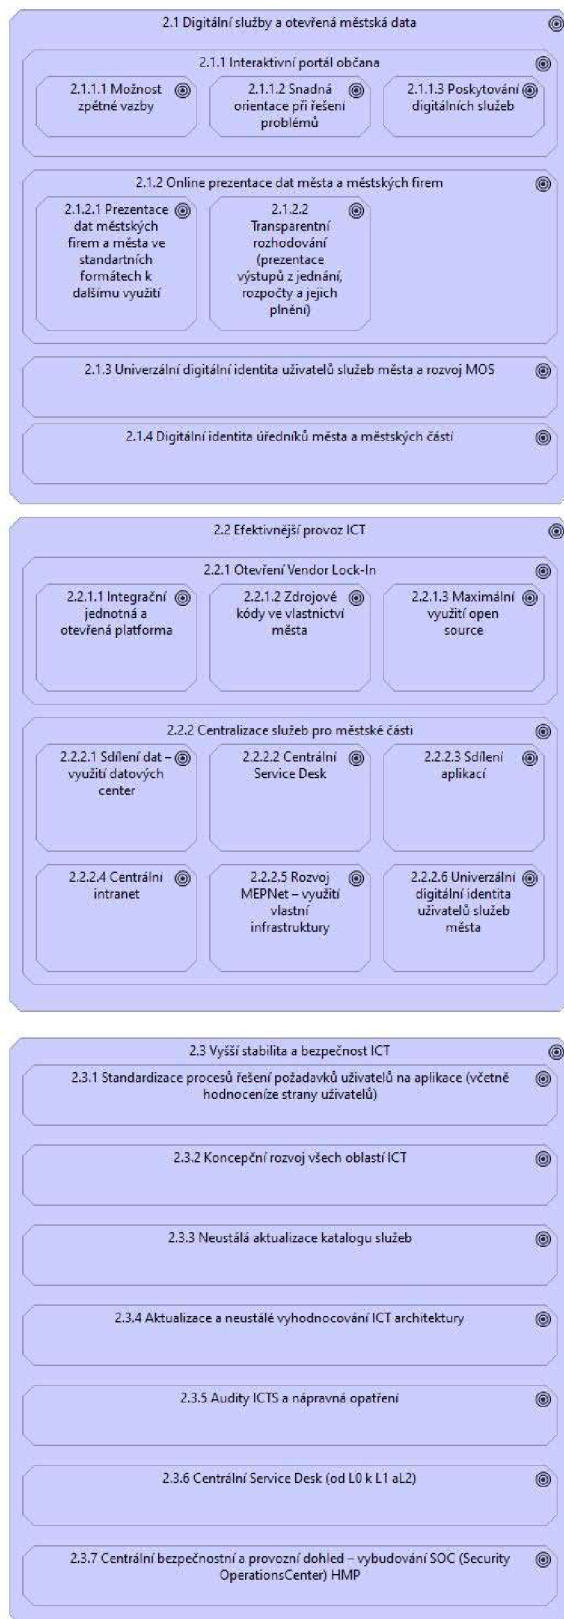 2.1 Digitální služby a otevřená městská data
2.1.1 Interaktivní portál občana
2.1.1.1 Možnost
zpětné vazby
2.1.1.2 Snadná
orientace při řešení
problémů
2.1.1.3 Poskytování
digitálních služeb
2.1.2 Online prezentace dat města a městských firem
2.1.2.1 Prezentace
dat městských
firem a města ve
standartních
formátech k
dalšímu využití
2.1.2.2
Transparentní
rozhodování
(prezentace
výstupů z jednání,
rozpočty a jejich
plnění)
2.1.3 Univerzální digitální identita uživatelů služeb města a rozvoj MOS
2.1.4 Digitální identita úředníků města a městských částí
2.2 Efektivnější provoz ICT
2.2.1 Otevření Vendor Lock-In
2.2.1.1 Integrační
jednotná a
otevřená platforma
2.2.1.2 Zdrojové
kódy ve vlastnictví
města
2.2.1.3 Maximální
využití open
source
2.2.2 Centralizace služeb pro městské části
2.2.2.1 Sdílení dat –
využití datových
center
2.2.2.2 Centrální
Service Desk
2.2.2.3 Sdílení
aplikací
2.2.2.4 Centrální
intranet
2.2.2.5 Rozvoj
MEPNet – využití
vlastní
infrastruktury
2.2.2.6 Univerzální
digitální identita
uživatelů služeb
města
2.3 Vyšší stabilita a bezpečnost ICT
2.3.1 Standardizace procesů řešení požadavků uživatelů na aplikace (včetně
hodnoceníze strany uživatelů)
2.3.2 Koncepční rozvoj všech oblastí ICT
2.3.3 Neustálá aktualizace katalogu služeb
2.3.4 Aktualizace a neustálé vyhodnocování ICT architektury
2.3.5 Audity ICTS a nápravná opatření
2.3.6 Centrální Service Desk (od L0 k L1 aL2)
2.3.7 Centrální bezpečnostní a provozní dohled – vybudování SOC (Security
OperationsCenter) HMP